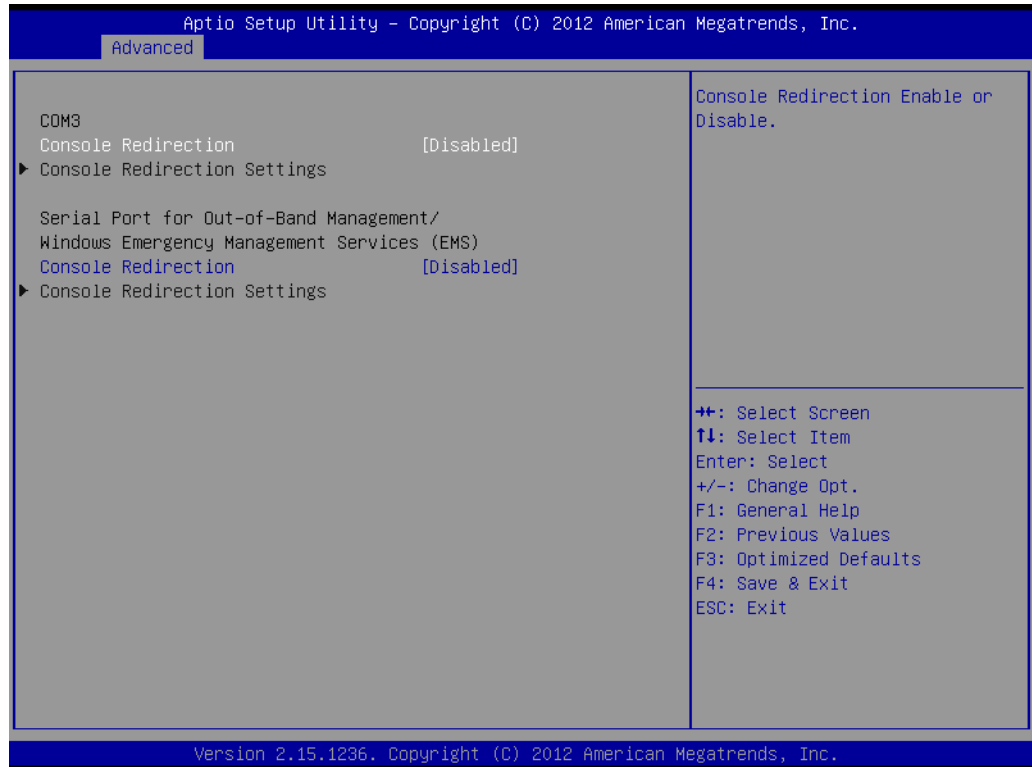 Aptio Setup Utility – Copyright (C) 2012 American Megatrends, Inc.
Advanced
COM3
Console Redirection [Disabled]
▶ Console Redirection Settings
Serial Port for Out-of-Band Management/
Windows Emergency Management Services (EMS)
Console Redirection [Disabled]
▶ Console Redirection Settings
Console Redirection Enable or
Disable.
→←: Select Screen
↑↓: Select Item
Enter: Select
+/-: Change Opt.
F1: General Help
F2: Previous Values
F3: Optimized Defaults
F4: Save & Exit
ESC: Exit
Version 2.15.1236. Copyright (C) 2012 American Megatrends, Inc.